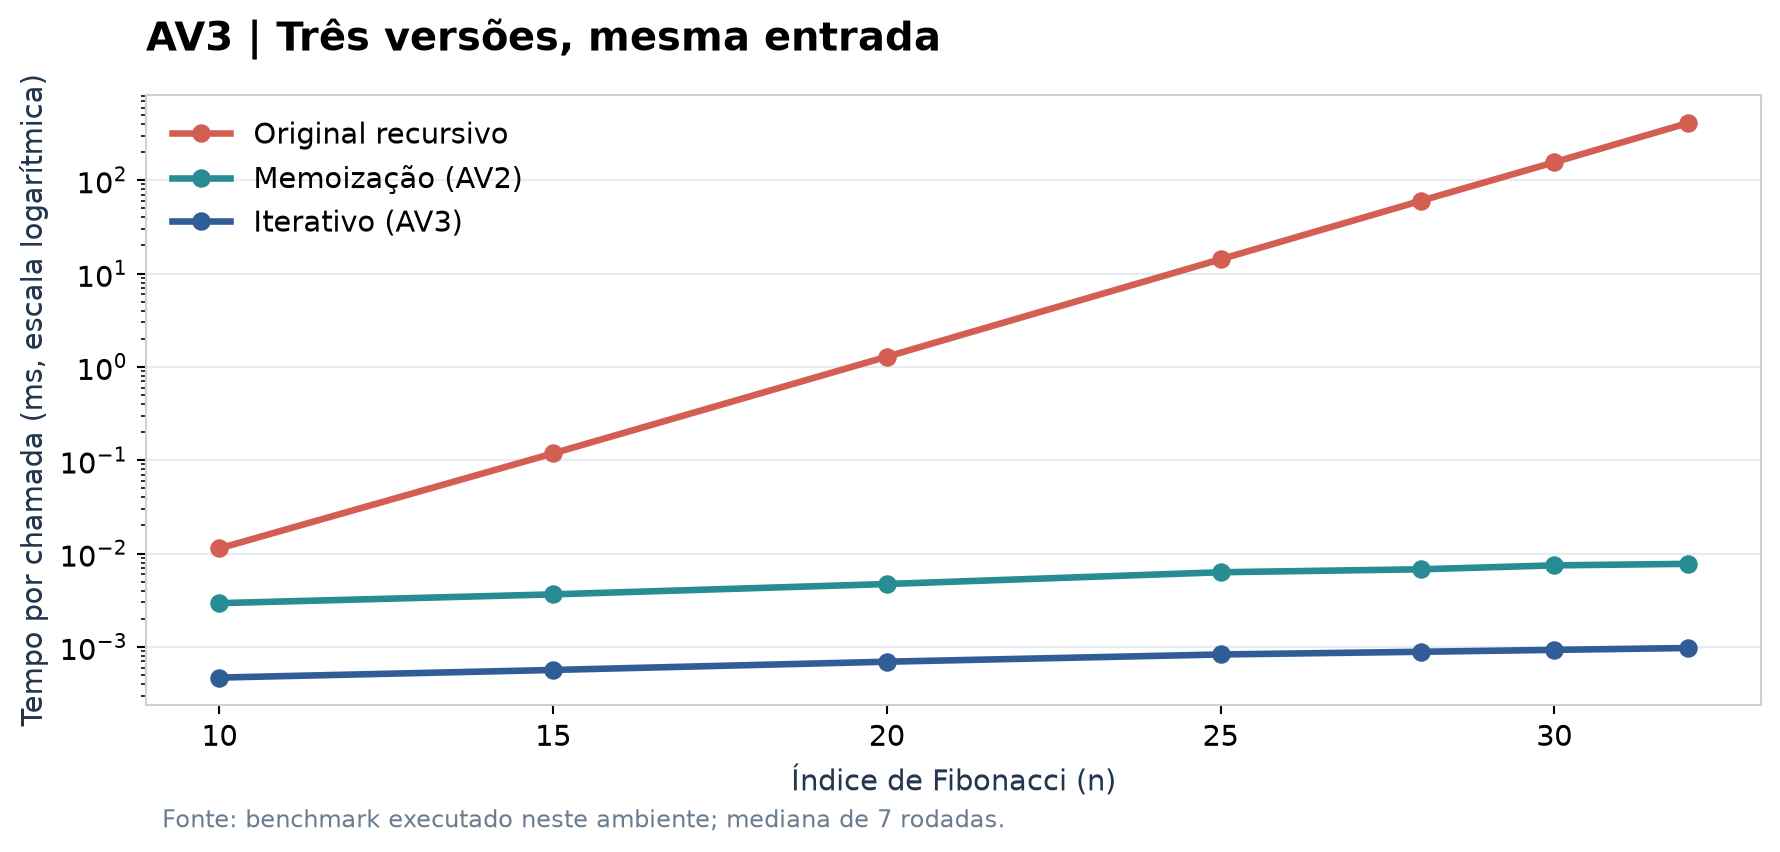 AV3 | Três versões, mesma entrada
Tempo por chamada (ms, escala logarítmica)
Original recursivo
Memoização (AV2)
Iterativo (AV3)
10²
10¹
10⁰
10⁻¹
10⁻²
10⁻³
10 15 20 25 30
Índice de Fibonacci (n)
Fonte: benchmark executado neste ambiente; mediana de 7 rodadas.